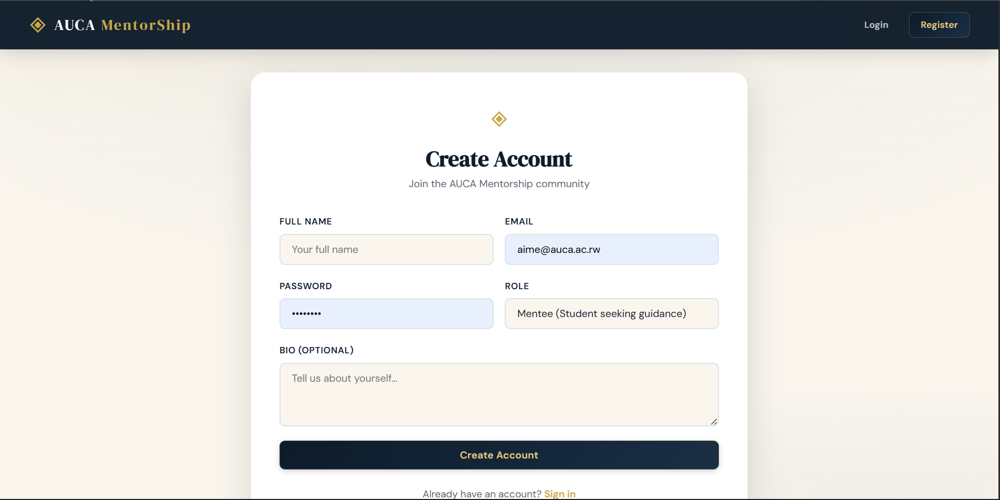 AUCA MentorShip
Login
Register
Create Account
Join the AUCA Mentorship community
FULL NAME
EMAIL
Your full name
aime@auca.ac.rw
PASSWORD
ROLE
••••••••
Mentee (Student seeking guidance)
BIO (OPTIONAL)
Tell us about yourself...
Create Account
Already have an account? Sign in